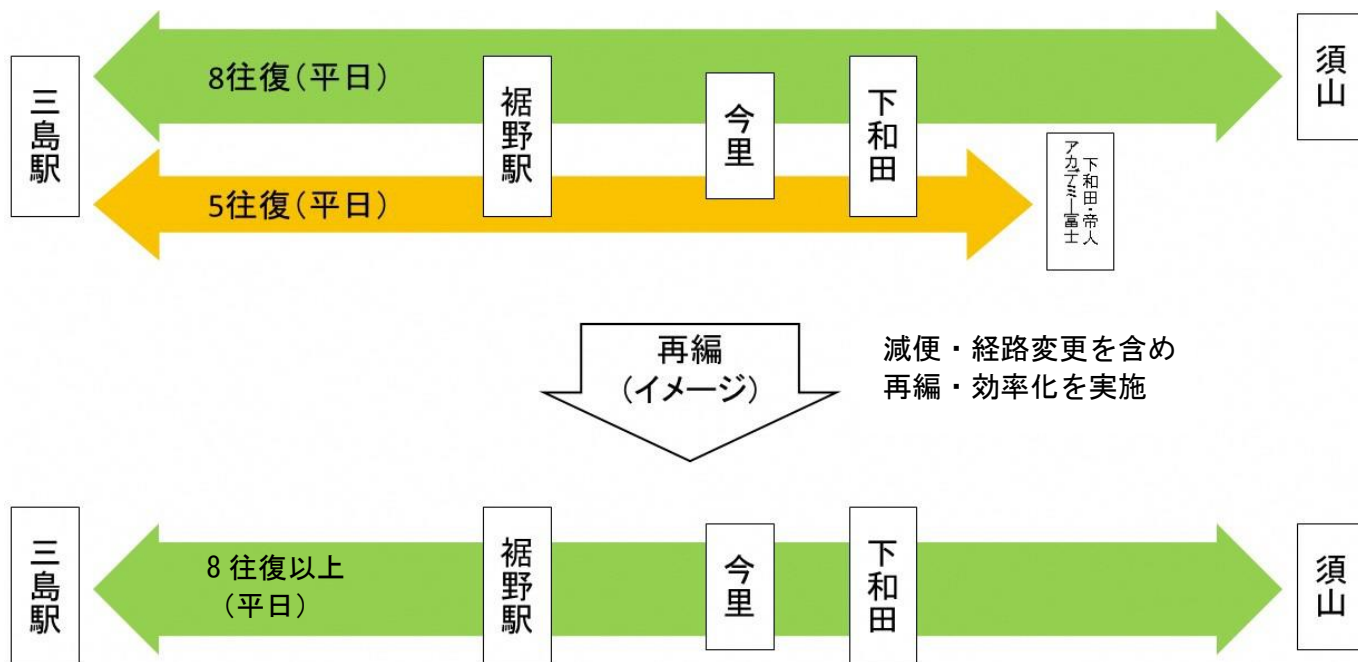 三島駅
8往復(平日)
裾野駅
今里
下和田
須山
5往復(平日)
下和田・帝人
アカデミー富士
再編
(イメージ)
減便・経路変更を含め
再編・効率化を実施
三島駅
8往復以上
(平日)
裾野駅
今里
下和田
須山